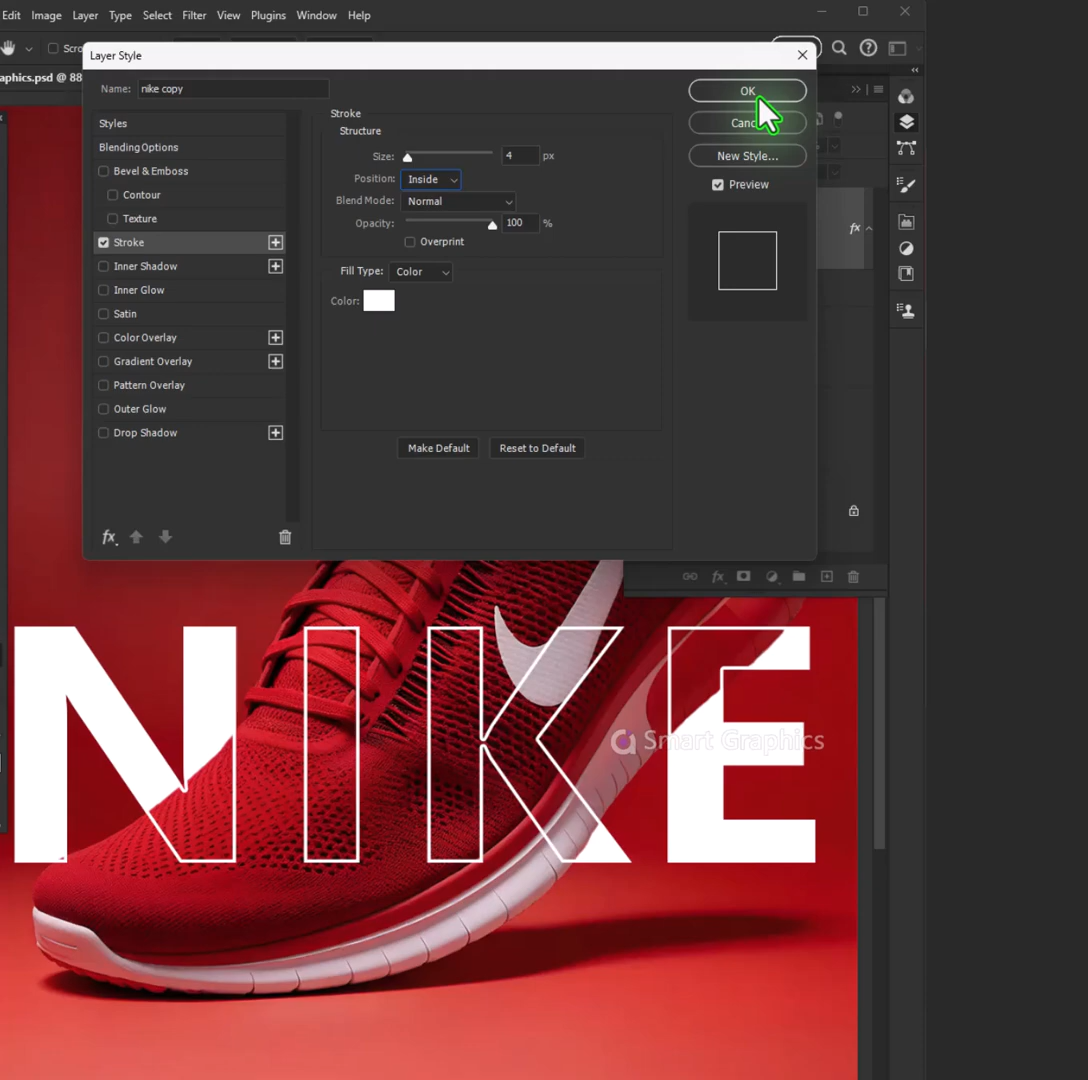 Edit Image Layer Type Select Filter View Plugins Window Help
Scro
aphics.psd @ 88
Layer Style
Name: nike copy
Styles
Blending Options
Bevel & Emboss
Contour
Texture
Stroke
Inner Shadow
Inner Glow
Satin
Color Overlay
Gradient Overlay
Pattern Overlay
Outer Glow
Drop Shadow
fx
Stroke
Structure
Size: 4 px
Position: Inside
Blend Mode: Normal
Opacity: 100 %
Overprint
Fill Type: Color
Color:
Make Default Reset to Default
OK
Canc
New Style...
Preview
fx
fx
NIKE
Smart Graphics